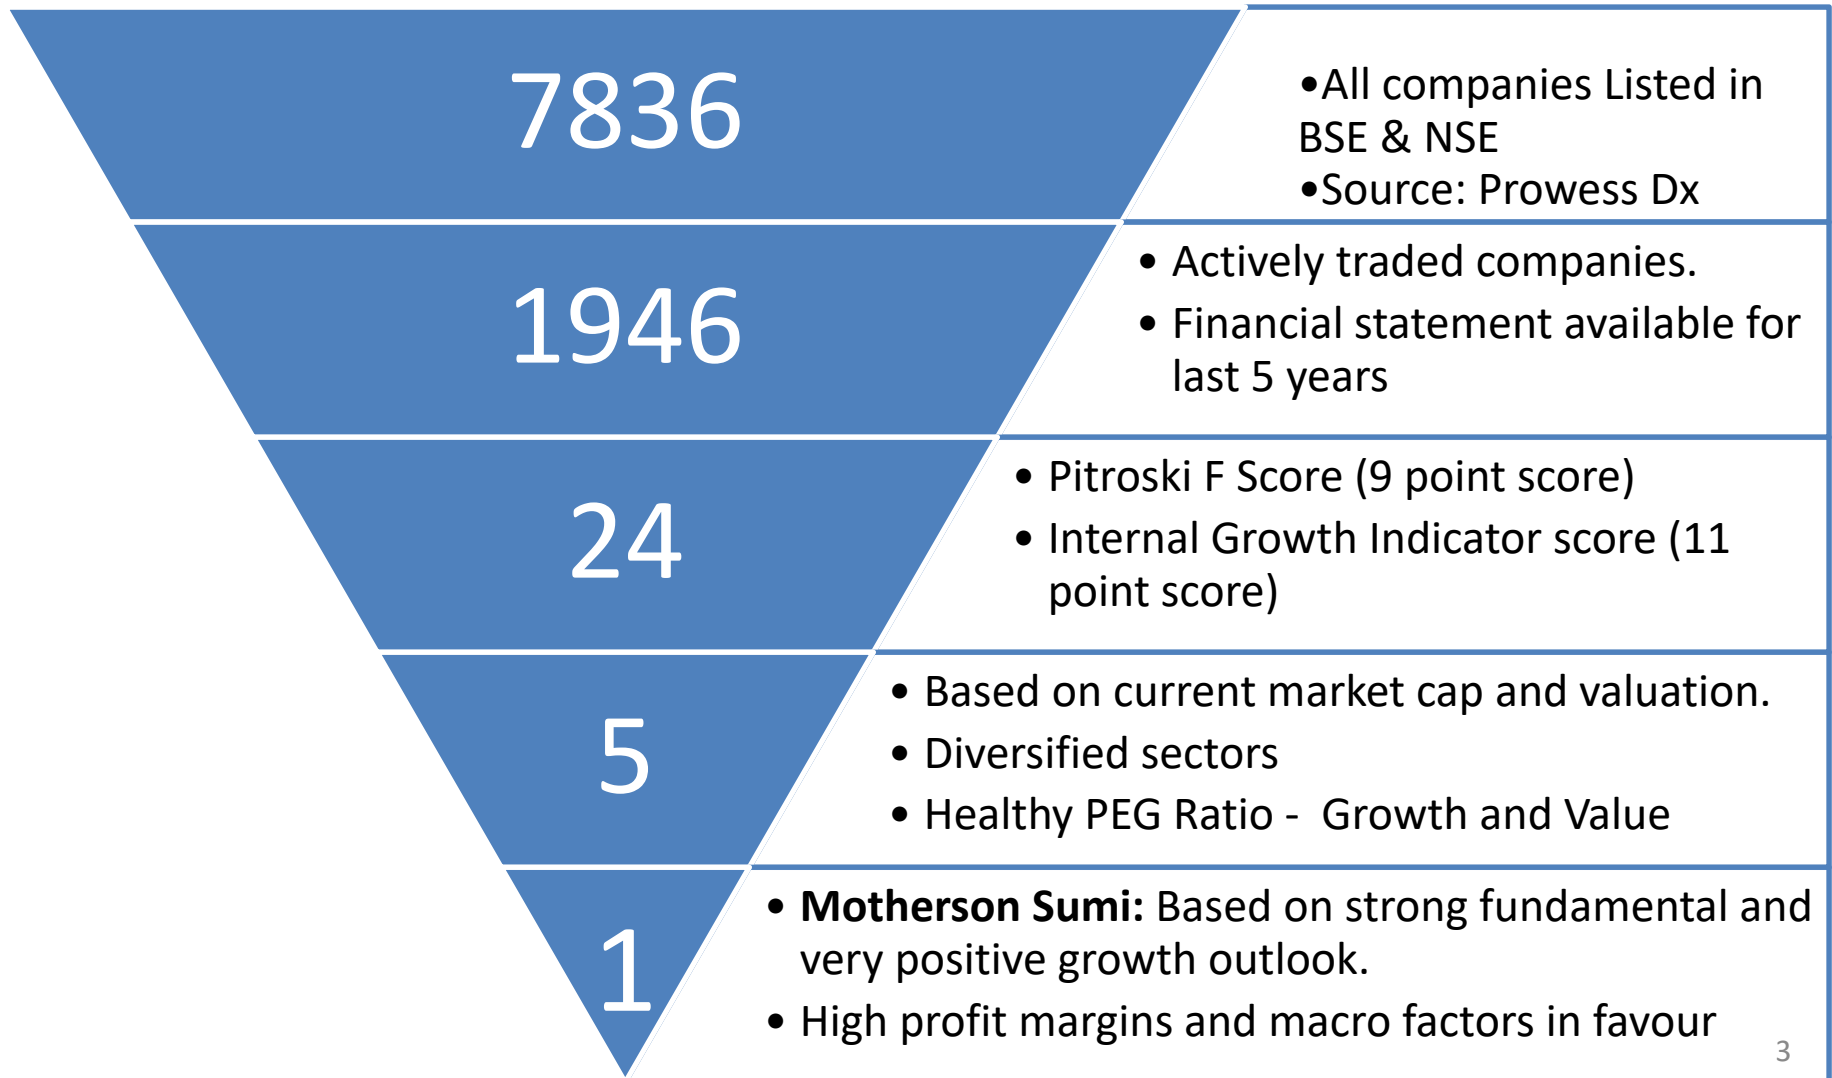 7836
•All companies Listed in
BSE & NSE
•Source: Prowess Dx
1946
• Actively traded companies.
• Financial statement available for
last 5 years
24
• Pitroski F Score (9 point score)
• Internal Growth Indicator score (11
point score)
5
• Based on current market cap and valuation.
• Diversified sectors
• Healthy PEG Ratio -  Growth and Value
1
• Motherson Sumi: Based on strong fundamental and
very positive growth outlook.
• High profit margins and macro factors in favour
3